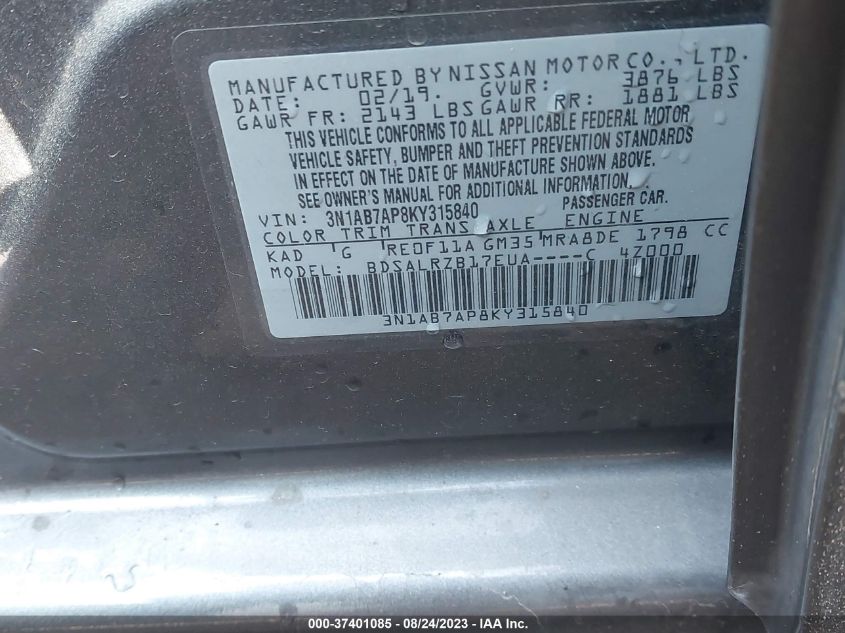 MANUFACTURED BY NISSAN MOTOR CO., LTD.
DATE: 02/19. GVWR: 3876 LBS
GAWR FR: 2143 LBS GAWR RR: 1881 LBS
THIS VEHICLE CONFORMS TO ALL APPLICABLE FEDERAL MOTOR
VEHICLE SAFETY, BUMPER AND THEFT PREVENTION STANDARDS
IN EFFECT ON THE DATE OF MANUFACTURE SHOWN ABOVE.
SEE OWNER'S MANUAL FOR ADDITIONAL INFORMATION.
VIN: 3N1AB7AP8KY315840 PASSENGER CAR.
COLOR TRIM TRANS AXLE ENGINE
KAD G RE0F11A GM35 MRA8DE 1798 CC
MODEL: BDSALRZB17EUA----C 4Z000
3N1AB7AP8KY315840
000-37401085 - 08/24/2023 - IAA Inc.